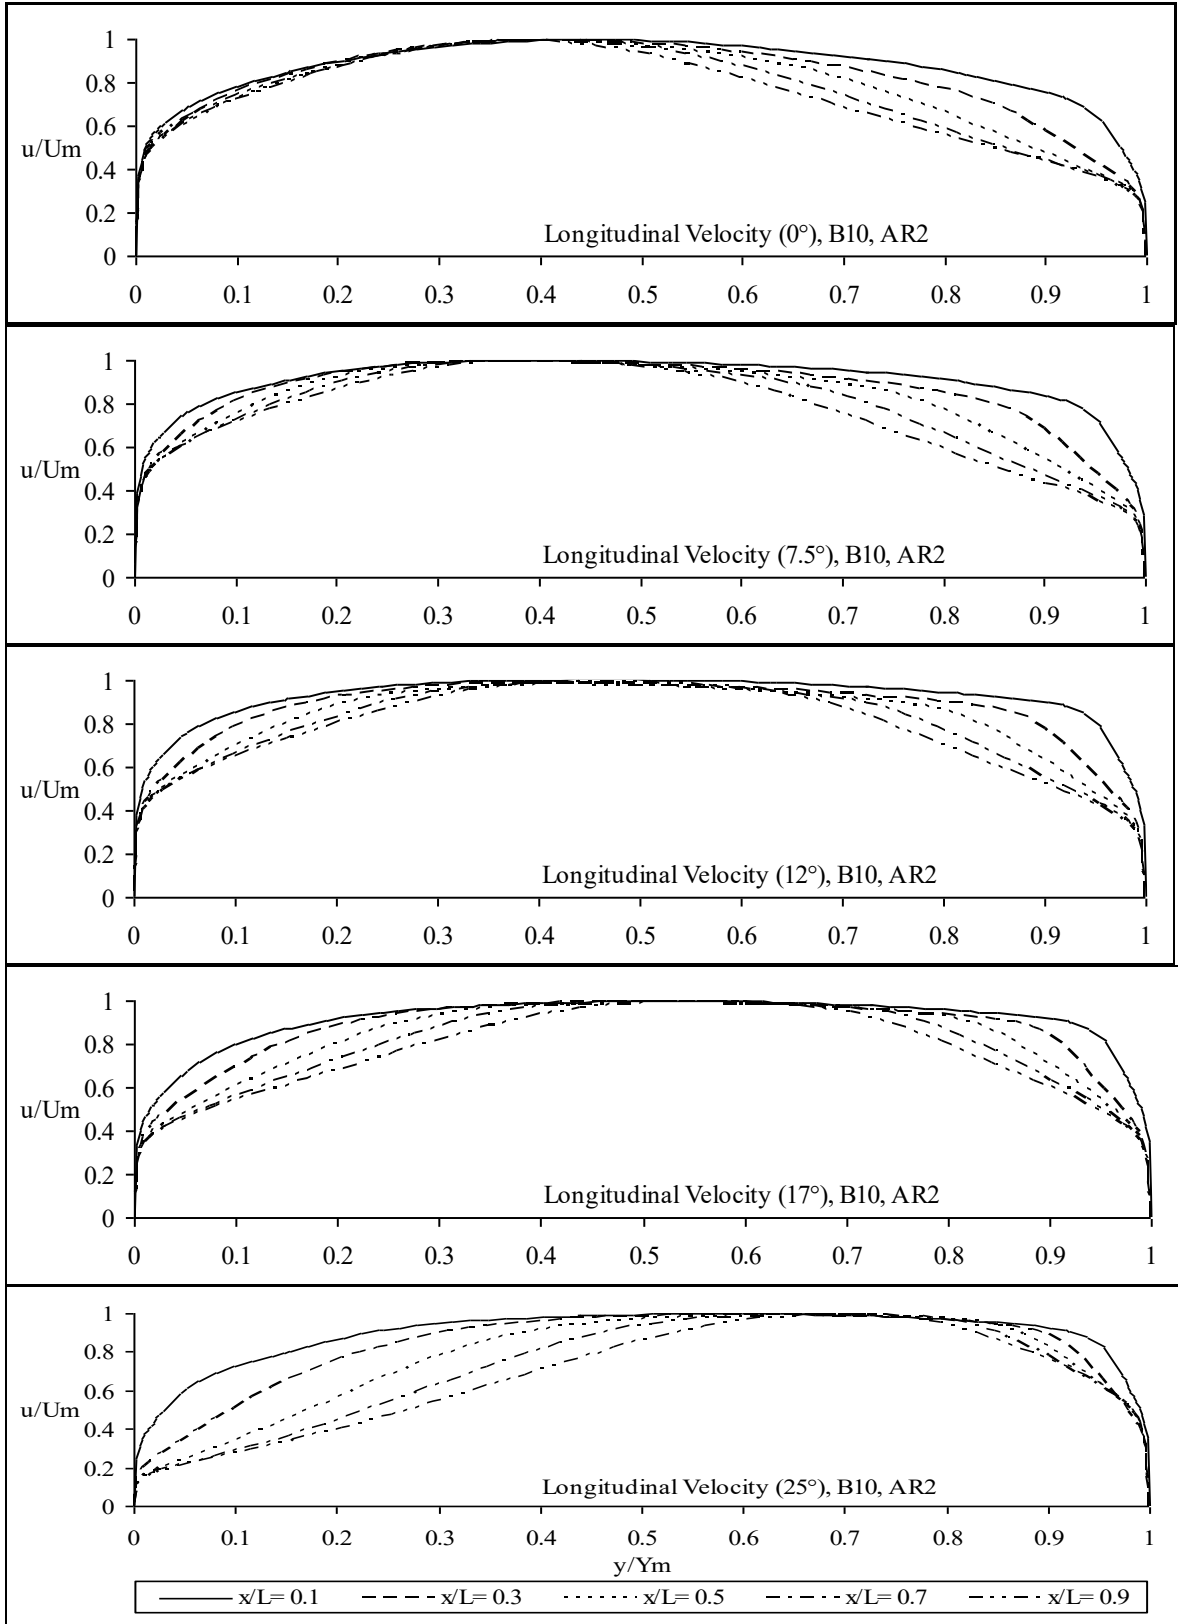 1
0.8
0.6
u/Um
0.4
0.2
0
Longitudinal Velocity (0°), B10, AR2
0 0.1 0.2 0.3 0.4 0.5 0.6 0.7 0.8 0.9 1
1
0.8
0.6
u/Um
0.4
0.2
0
Longitudinal Velocity (7.5°), B10, AR2
0 0.1 0.2 0.3 0.4 0.5 0.6 0.7 0.8 0.9 1
1
0.8
0.6
u/Um
0.4
0.2
0
Longitudinal Velocity (12°), B10, AR2
0 0.1 0.2 0.3 0.4 0.5 0.6 0.7 0.8 0.9 1
1
0.8
0.6
u/Um
0.4
0.2
0
Longitudinal Velocity (17°), B10, AR2
0 0.1 0.2 0.3 0.4 0.5 0.6 0.7 0.8 0.9 1
1
0.8
0.6
u/Um
0.4
0.2
0
Longitudinal Velocity (25°), B10, AR2
0 0.1 0.2 0.3 0.4 0.5 0.6 0.7 0.8 0.9 1
y/Ym
x/L= 0.1 x/L= 0.3 x/L= 0.5 x/L= 0.7 x/L= 0.9